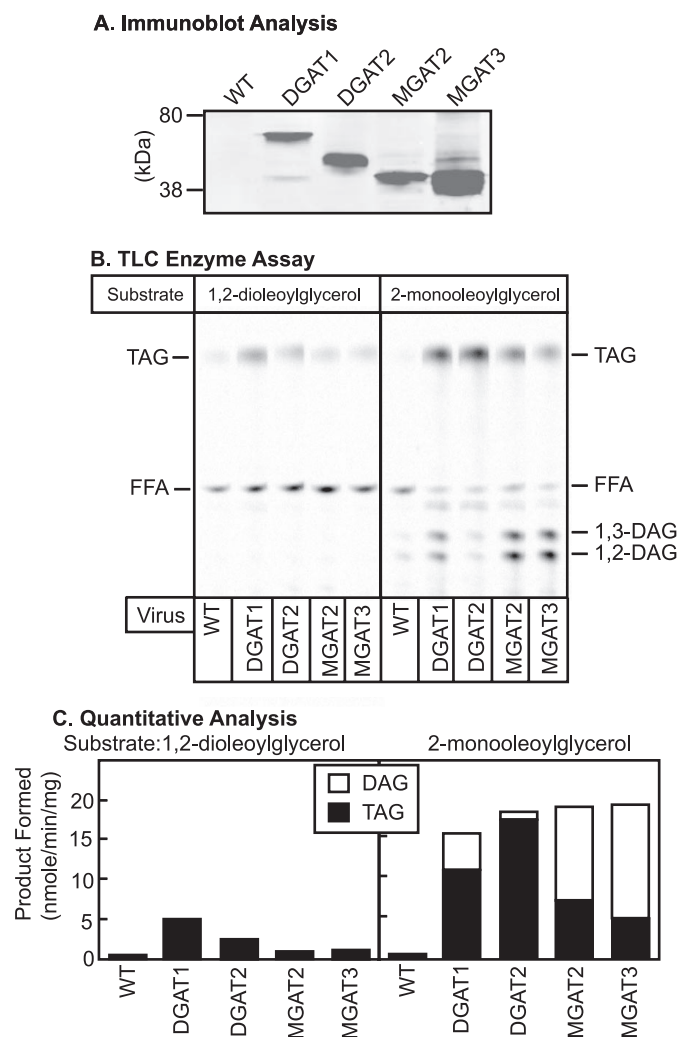 A. Immunoblot Analysis
WT DGAT1 DGAT2 MGAT2 MGAT3
80
(kDa)
38
B. TLC Enzyme Assay
Substrate 1,2-dioleoylglycerol 2-monooleoylglycerol
TAG TAG
FFA FFA
1,3-DAG
1,2-DAG
Virus WT DGAT1 DGAT2 MGAT2 MGAT3 WT DGAT1 DGAT2 MGAT2 MGAT3
C. Quantitative Analysis
Substrate:1,2-dioleoylglycerol 2-monooleoylglycerol
Product Formed
(nmole/min/mg)
20
15
10
5
0
DAG
TAG
WT DGAT1 DGAT2 MGAT2 MGAT3 WT DGAT1 DGAT2 MGAT2 MGAT3